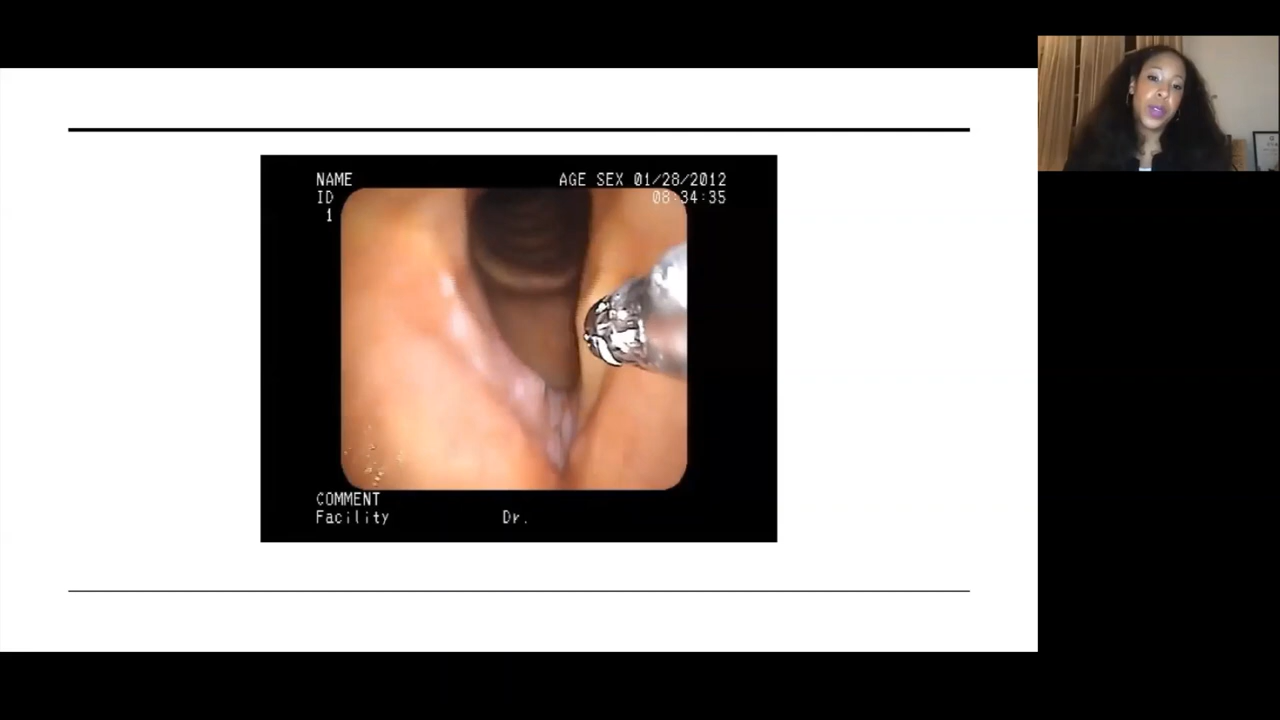 NAME
AGE SEX 01/28/2012
ID
08:34:35
1
COMMENT
Facility
Dr.